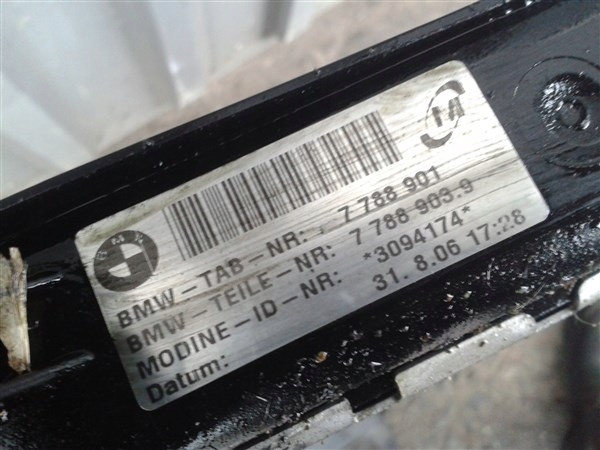 BMW
BMW-TAB-NR: 7 788 901
BMW-TEILE-NR: 7 788 903.9
MODINE-ID-NR: *3094174*
Datum: 31. 8.06 17:28